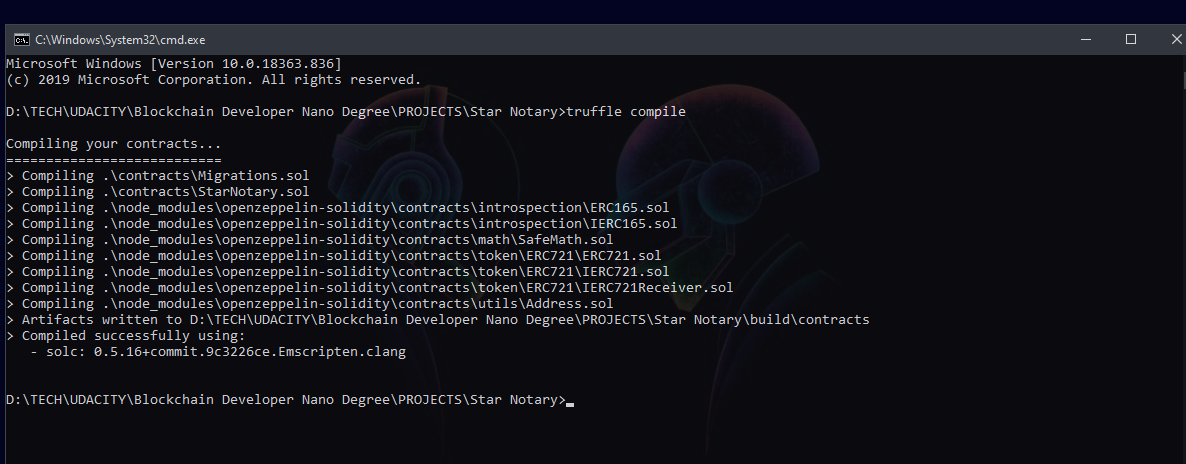 C:\Windows\System32\cmd.exe
Microsoft Windows [Version 10.0.18363.836]
(c) 2019 Microsoft Corporation. All rights reserved.
D:\TECH\UDACITY\Blockchain Developer Nano Degree\PROJECTS\Star Notary>truffle compile
Compiling your contracts...
===========================
> Compiling .\contracts\Migrations.sol
> Compiling .\contracts\StarNotary.sol
> Compiling .\node_modules\openzeppelin-solidity\contracts\introspection\ERC165.sol
> Compiling .\node_modules\openzeppelin-solidity\contracts\introspection\IERC165.sol
> Compiling .\node_modules\openzeppelin-solidity\contracts\math\SafeMath.sol
> Compiling .\node_modules\openzeppelin-solidity\contracts\token\ERC721\ERC721.sol
> Compiling .\node_modules\openzeppelin-solidity\contracts\token\ERC721\IERC721.sol
> Compiling .\node_modules\openzeppelin-solidity\contracts\token\ERC721\IERC721Receiver.sol
> Compiling .\node_modules\openzeppelin-solidity\contracts\utils\Address.sol
> Artifacts written to D:\TECH\UDACITY\Blockchain Developer Nano Degree\PROJECTS\Star Notary\build\contracts
> Compiled successfully using:
   - solc: 0.5.16+commit.9c3226ce.Emscripten.clang
D:\TECH\UDACITY\Blockchain Developer Nano Degree\PROJECTS\Star Notary>